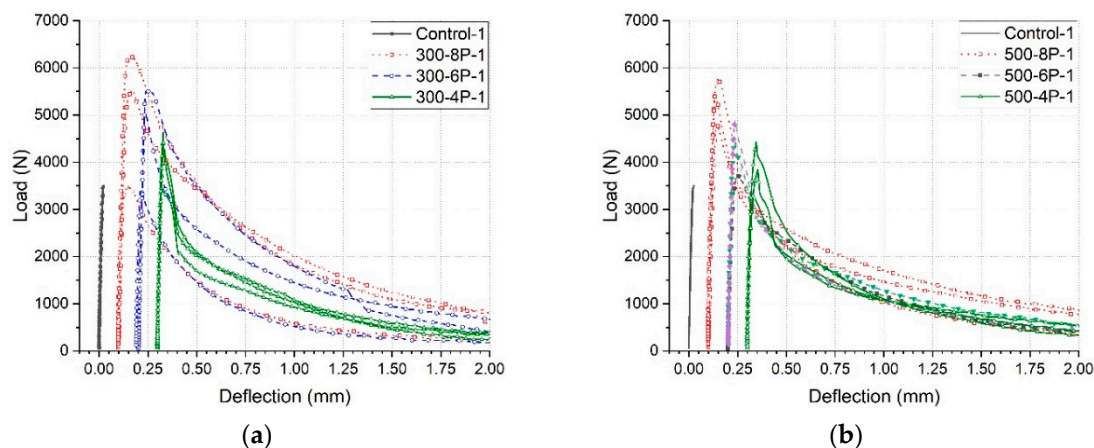 7000
6000
5000
4000
3000
2000
1000
0
Load (N)
0.00 0.25 0.50 0.75 1.00 1.25 1.50 1.75 2.00
Deflection (mm)
Control-1
300-8P-1
300-6P-1
300-4P-1
(a)
7000
6000
5000
4000
3000
2000
1000
0
Load (N)
0.00 0.25 0.50 0.75 1.00 1.25 1.50 1.75 2.00
Deflection (mm)
Control-1
500-8P-1
500-6P-1
500-4P-1
(b)